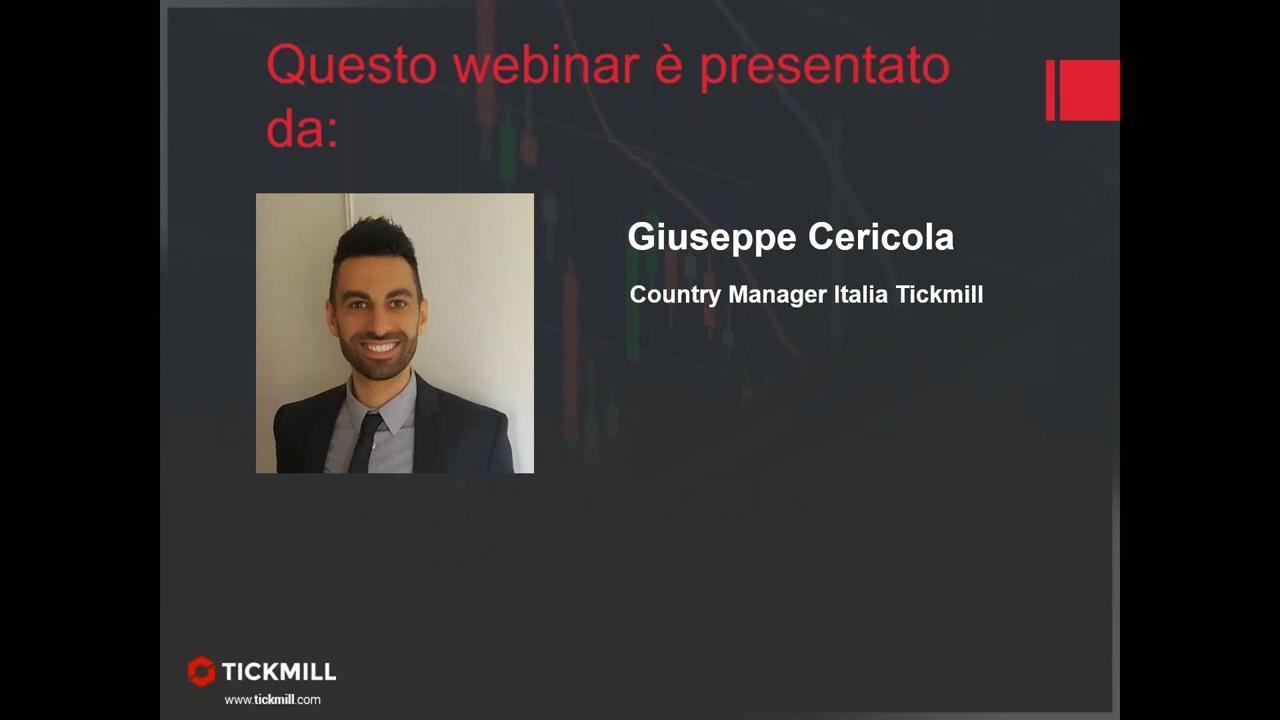 Questo webinar è presentato
da:
Giuseppe Cericola
Country Manager Italia Tickmill
TICKMILL
www.tickmill.com